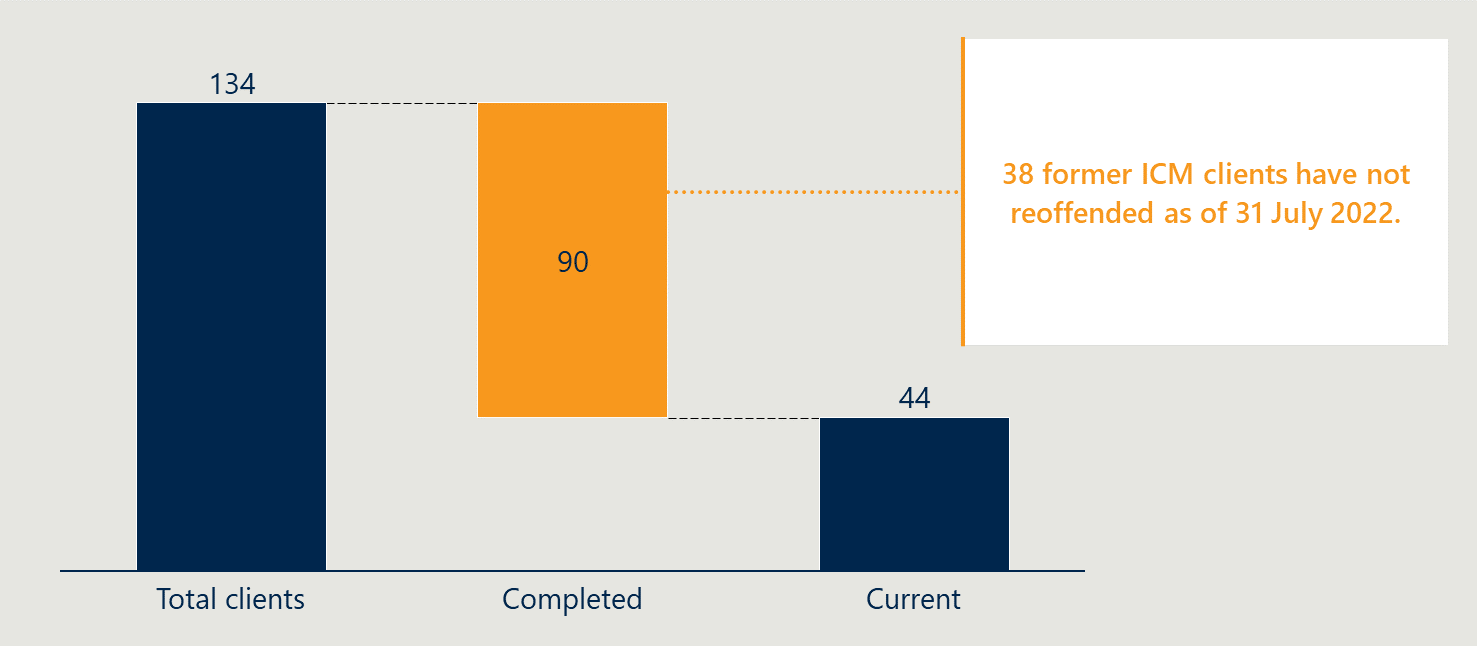 134
38 former ICM clients have not
reoffended as of 31 July 2022.
90
44
Total clients
Completed
Current